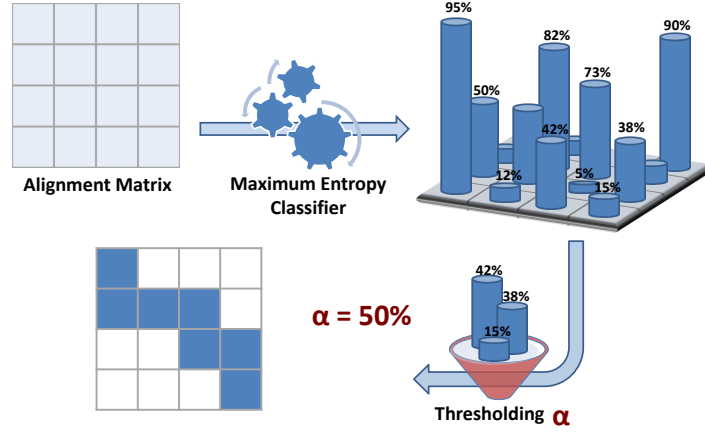 95%
82%
90%
50%
73%
42%
38%
12%
5%
15%
Alignment Matrix
Maximum Entropy
Classifier
α = 50%
42%
38%
15%
Thresholding α